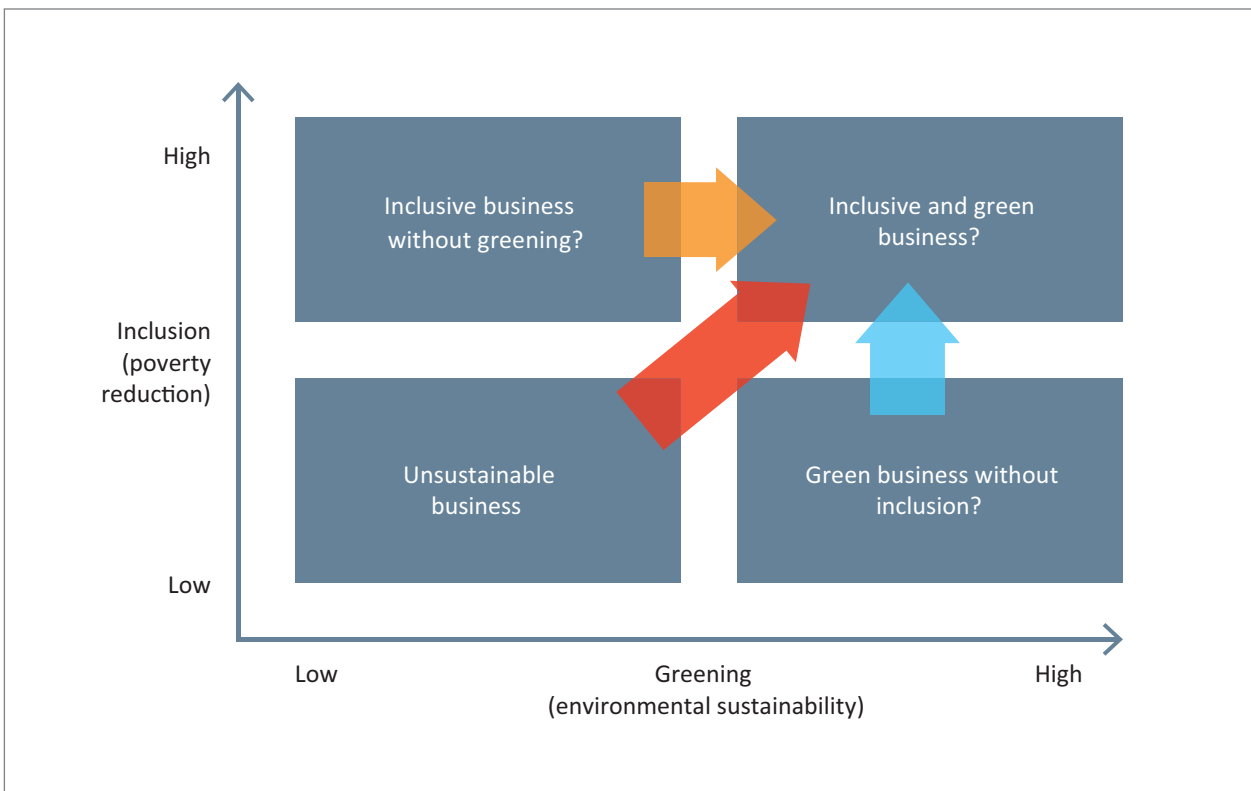 High
Inclusive business
without greening?
Inclusive and green
business?
Inclusion
(poverty
reduction)
Unsustainable
business
Green business without
inclusion?
Low
Low
Greening
High
(environmental sustainability)